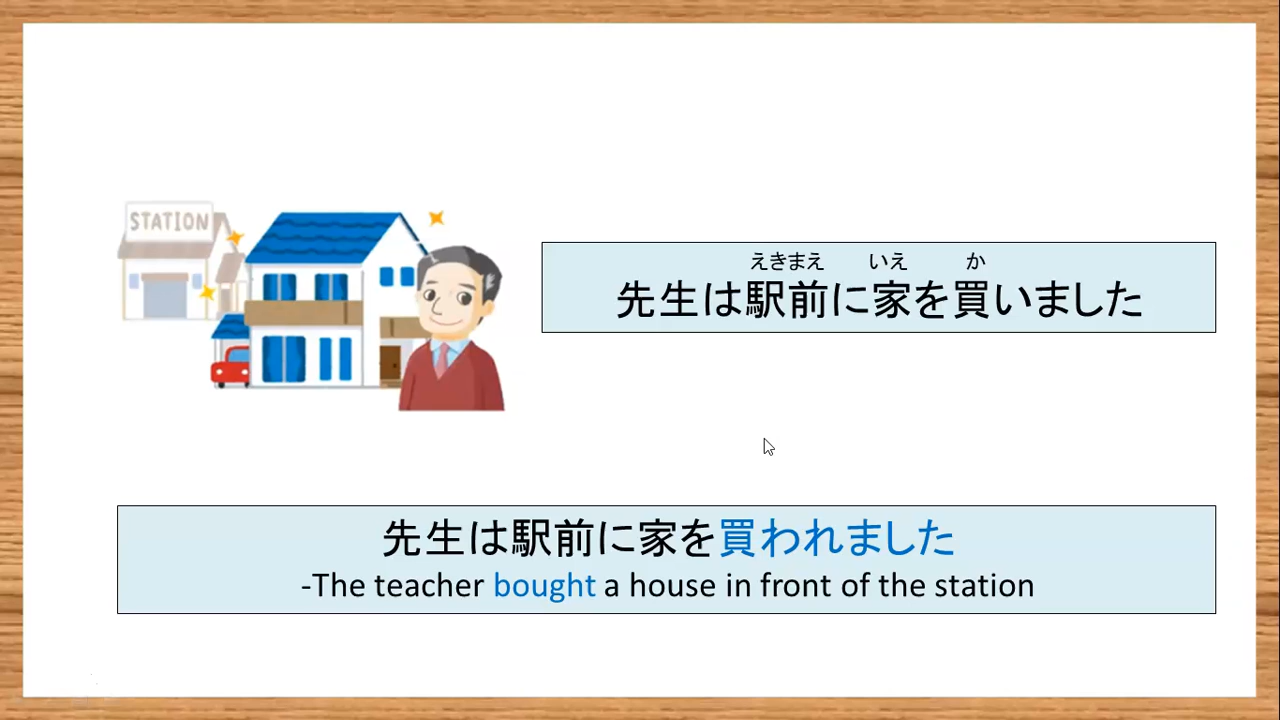 STATION
えきまえ いえ か
先生は駅前に家を買いました
先生は駅前に家を買われました
-The teacher bought a house in front of the station